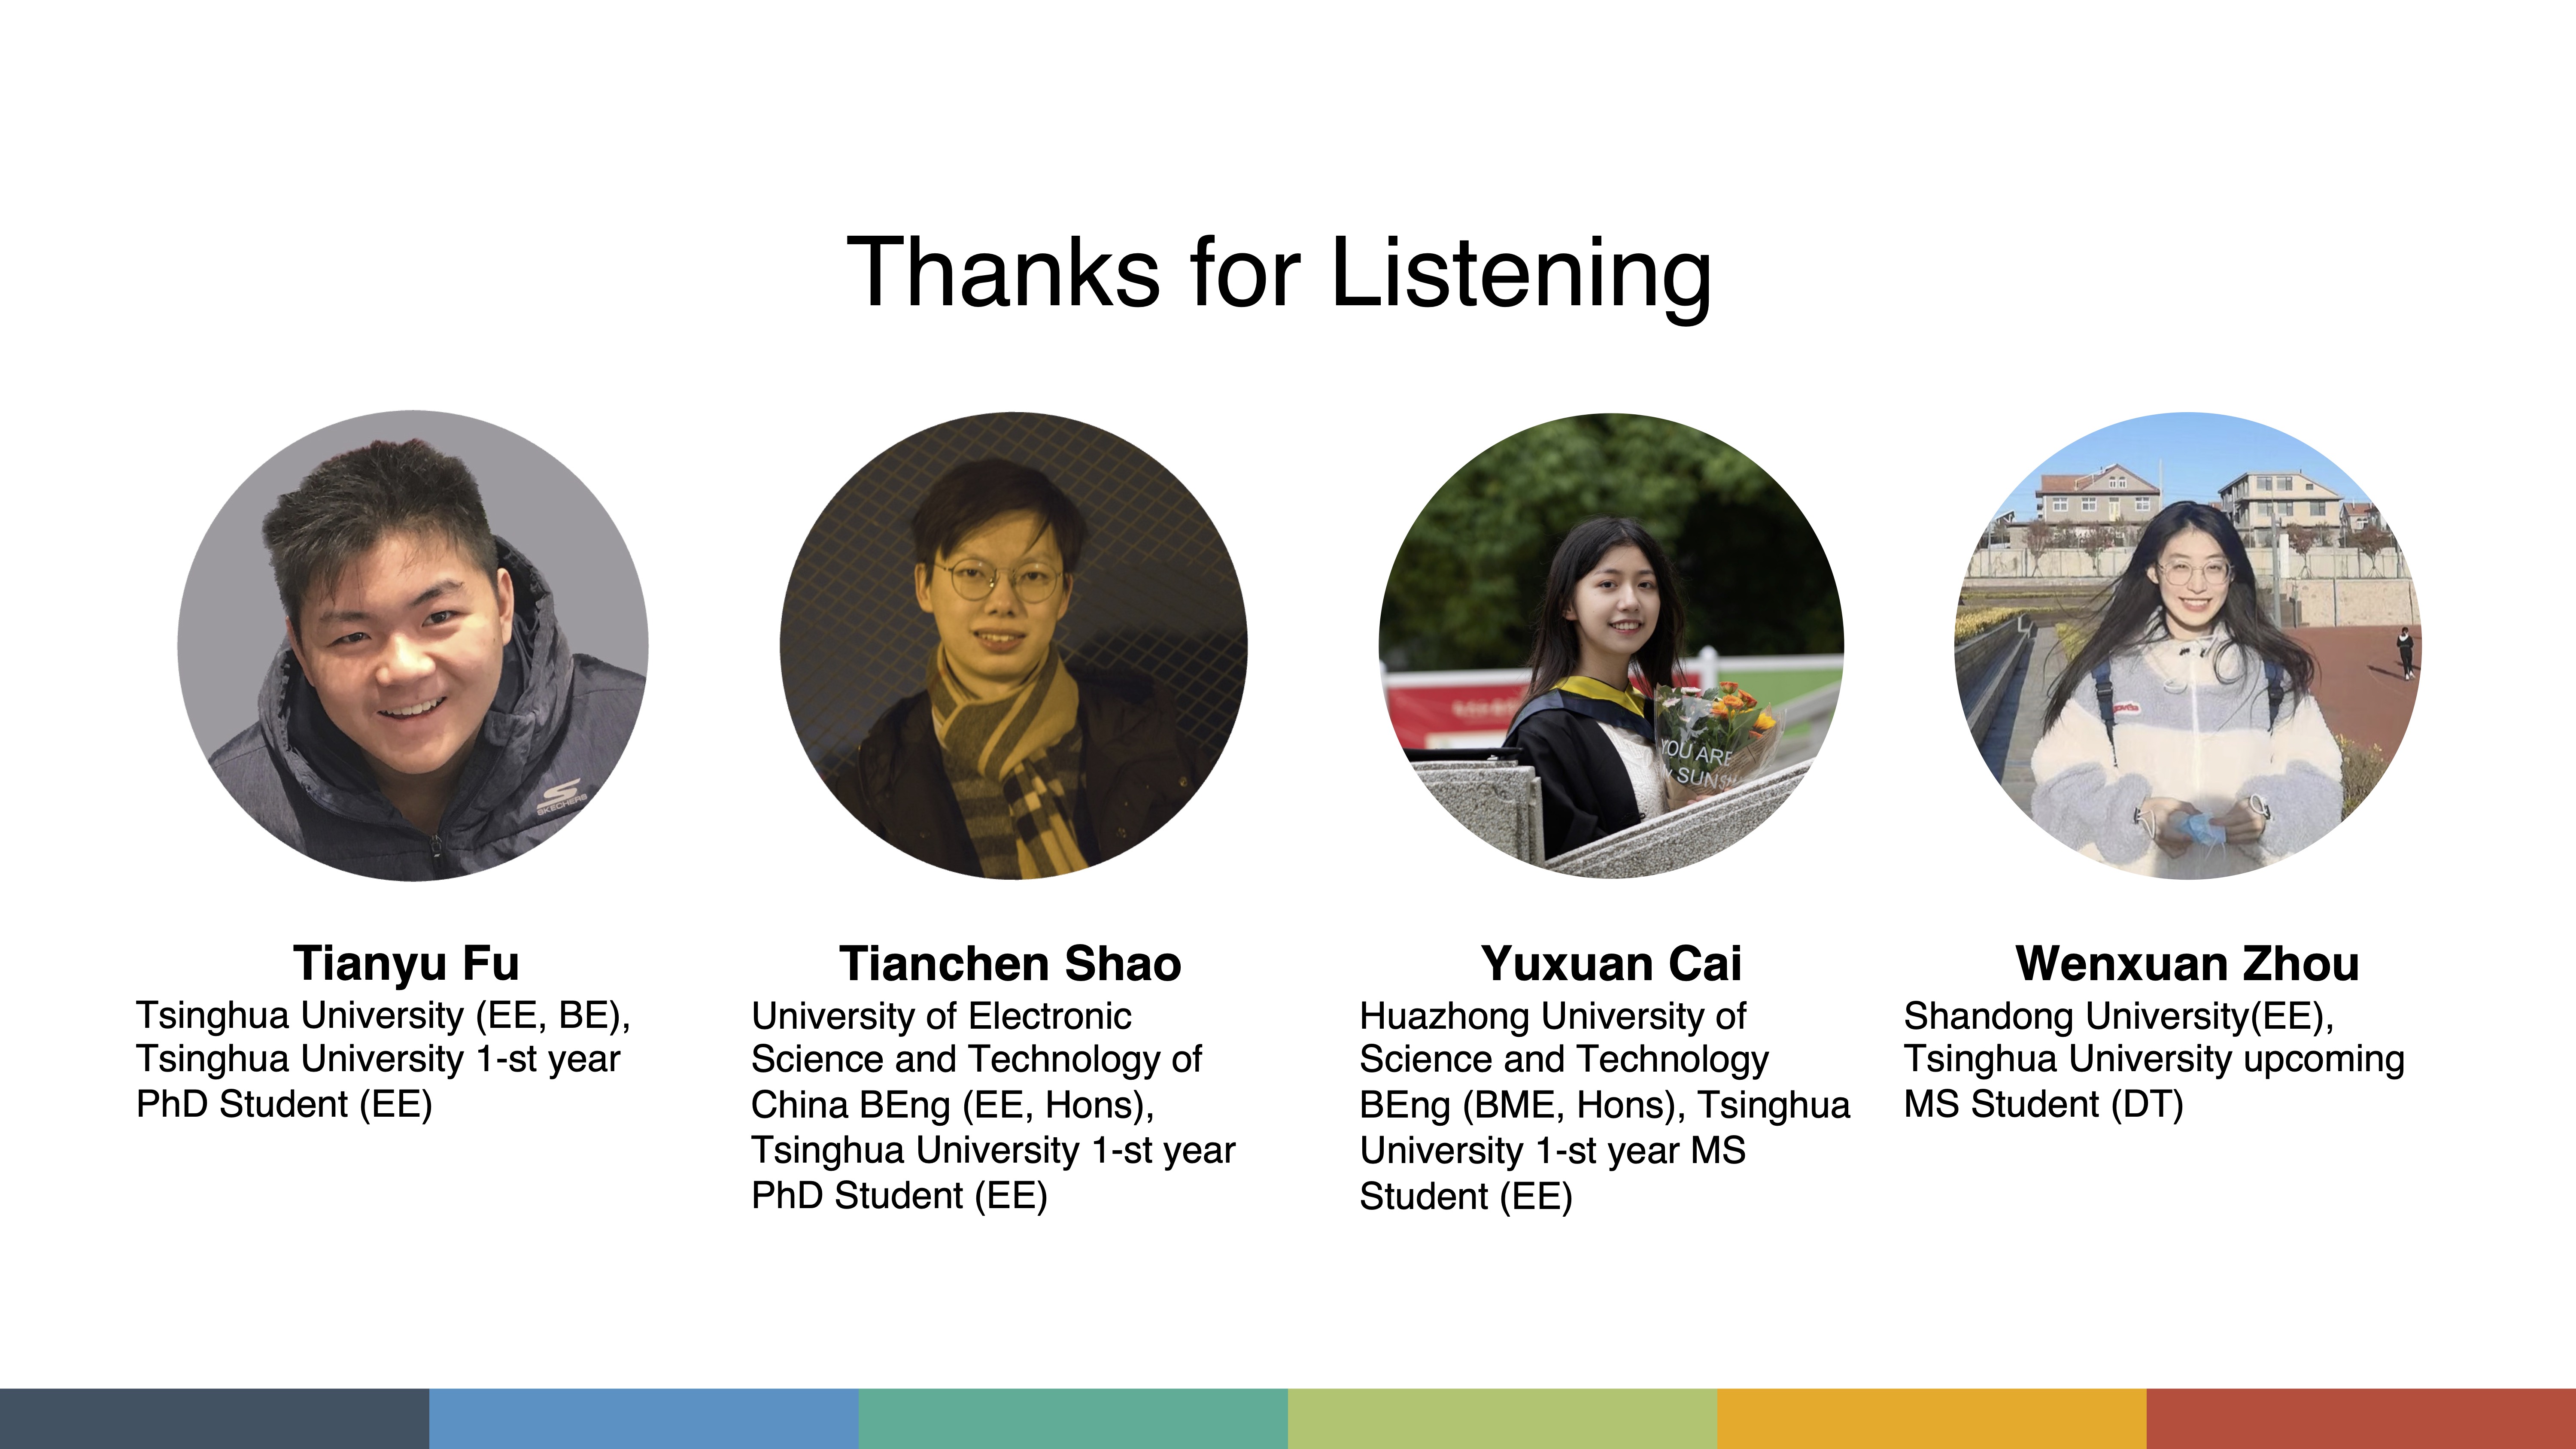 Thanks for Listening
SKECHERS
YOU ARE
SUNS
Tianyu Fu
Tsinghua University (EE, BE),
Tsinghua University 1-st year
PhD Student (EE)
Tianchen Shao
University of Electronic
Science and Technology of
China BEng (EE, Hons),
Tsinghua University 1-st year
PhD Student (EE)
Yuxuan Cai
Huazhong University of
Science and Technology
BEng (BME, Hons), Tsinghua
University 1-st year MS
Student (EE)
Wenxuan Zhou
Shandong University(EE),
Tsinghua University upcoming
MS Student (DT)